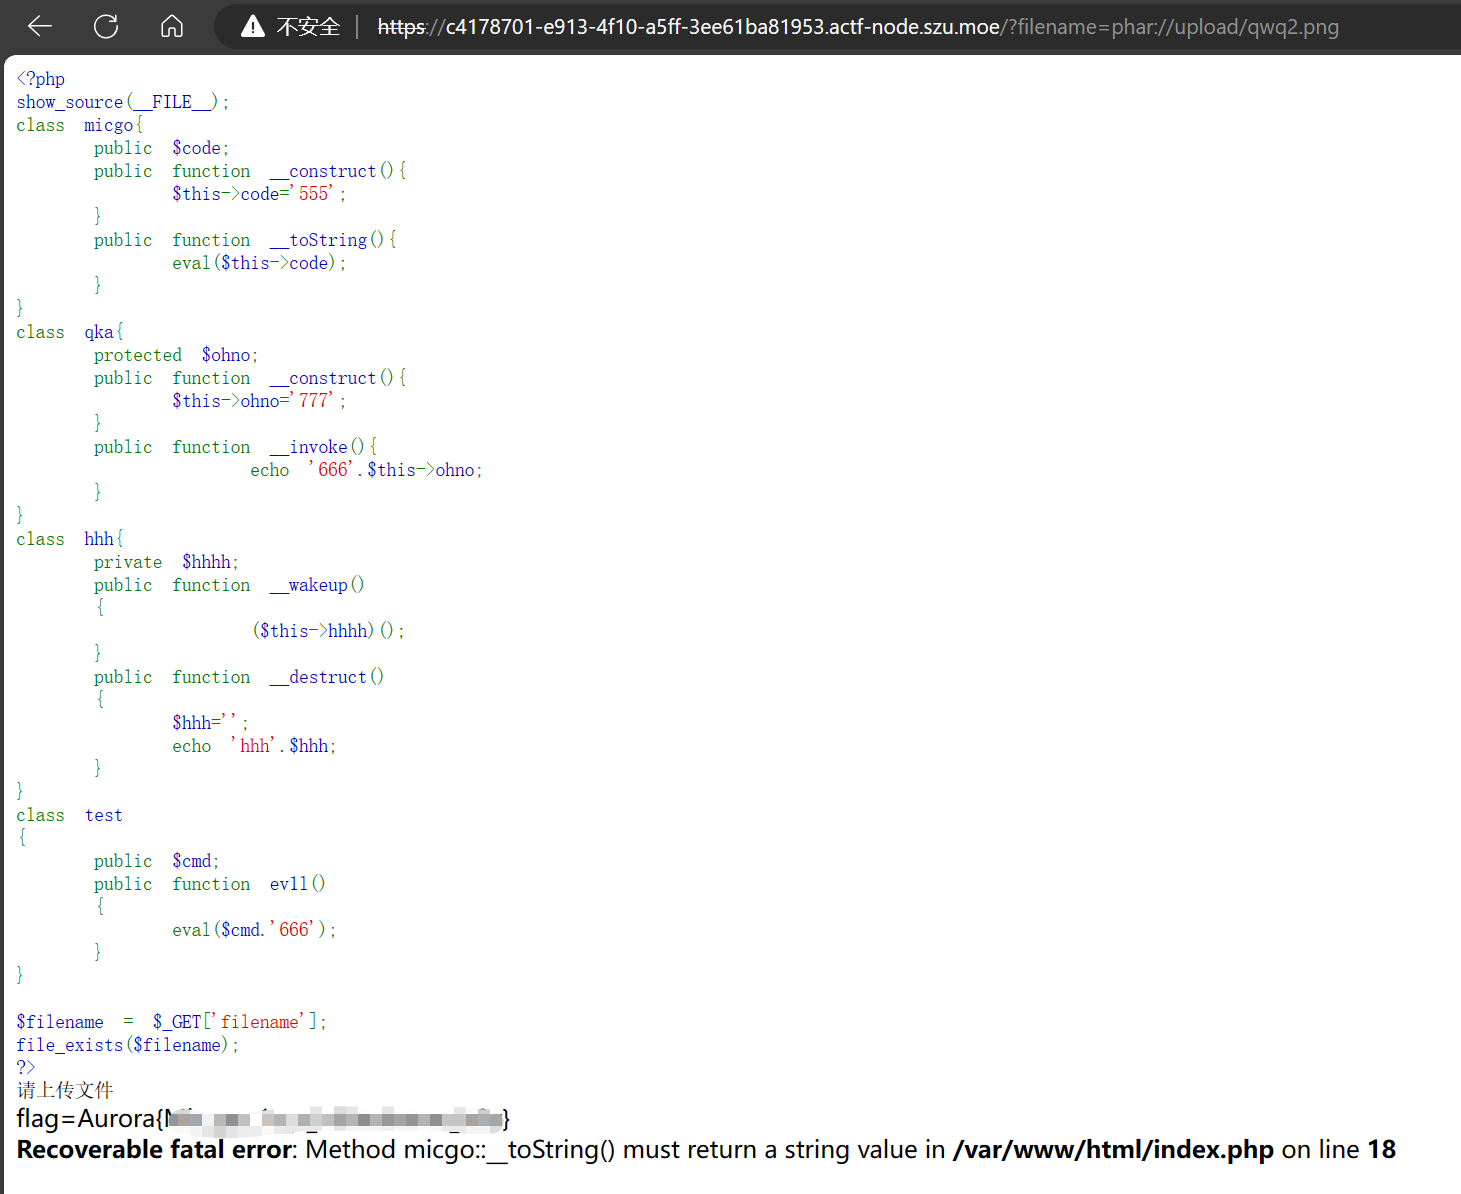 不安全 https://c4178701-e913-4f10-a5ff-3ee61ba81953.actf-node.szu.moe/?filename=phar://upload/qwq2.png
<?php
show_source(__FILE__);
class micgo{
public $code;
public function __construct(){
$this->code='555';
}
public function __toString(){
eval($this->code);
}
}
class qka{
protected $ohno;
public function __construct(){
$this->ohno='777';
}
public function __invoke(){
echo '666'.$this->ohno;
}
}
class hhh{
private $hhhh;
public function __wakeup()
{
($this->hhhh)();
}
public function __destruct()
{
$hhh='';
echo 'hhh'.$hhh;
}
}
class test
{
public $cmd;
public function ev1l()
{
eval($cmd.'666');
}
}
$filename = $_GET['filename'];
file_exists($filename);
?>
请上传文件
flag=Aurora{}
Recoverable fatal error: Method micgo::__toString() must return a string value in /var/www/html/index.php on line 18